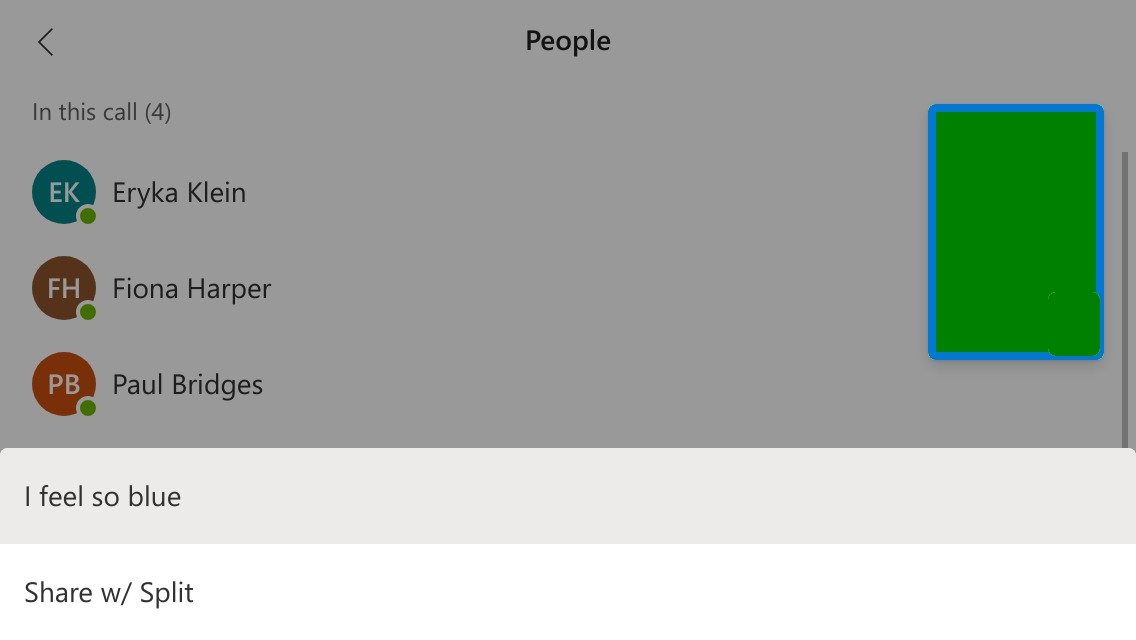 People
In this call (4)
EK Eryka Klein
FH Fiona Harper
PB Paul Bridges
I feel so blue
Share w/ Split